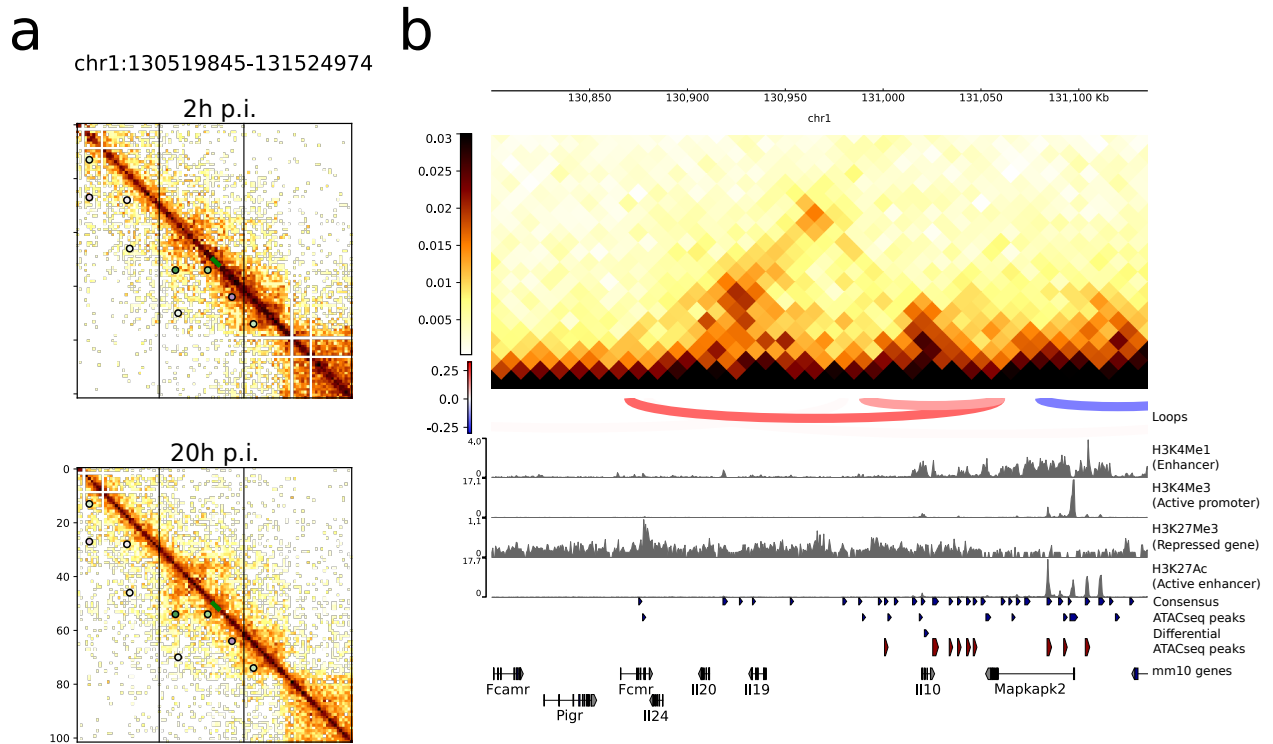 a
chr1:130519845-131524974
2h p.i.
20h p.i.
0
20
40
60
80
100
b
130,850 130,900 130,950 131,000 131,050 131,100 Kb
chr1
0.03
0.025
0.02
0.015
0.01
0.005
0.25
0.0
-0.25
Loops
4.0
0
H3K4Me1
(Enhancer)
17.1
0
H3K4Me3
(Active promoter)
1.1
0
H3K27Me3
(Repressed gene)
17.7
0
H3K27Ac
(Active enhancer)
Consensus
ATACseq peaks
Differential
ATACseq peaks
mm10 genes
Fcamr Fcmr Il20 Il19 Il10 Mapkapk2
Pigr Il24